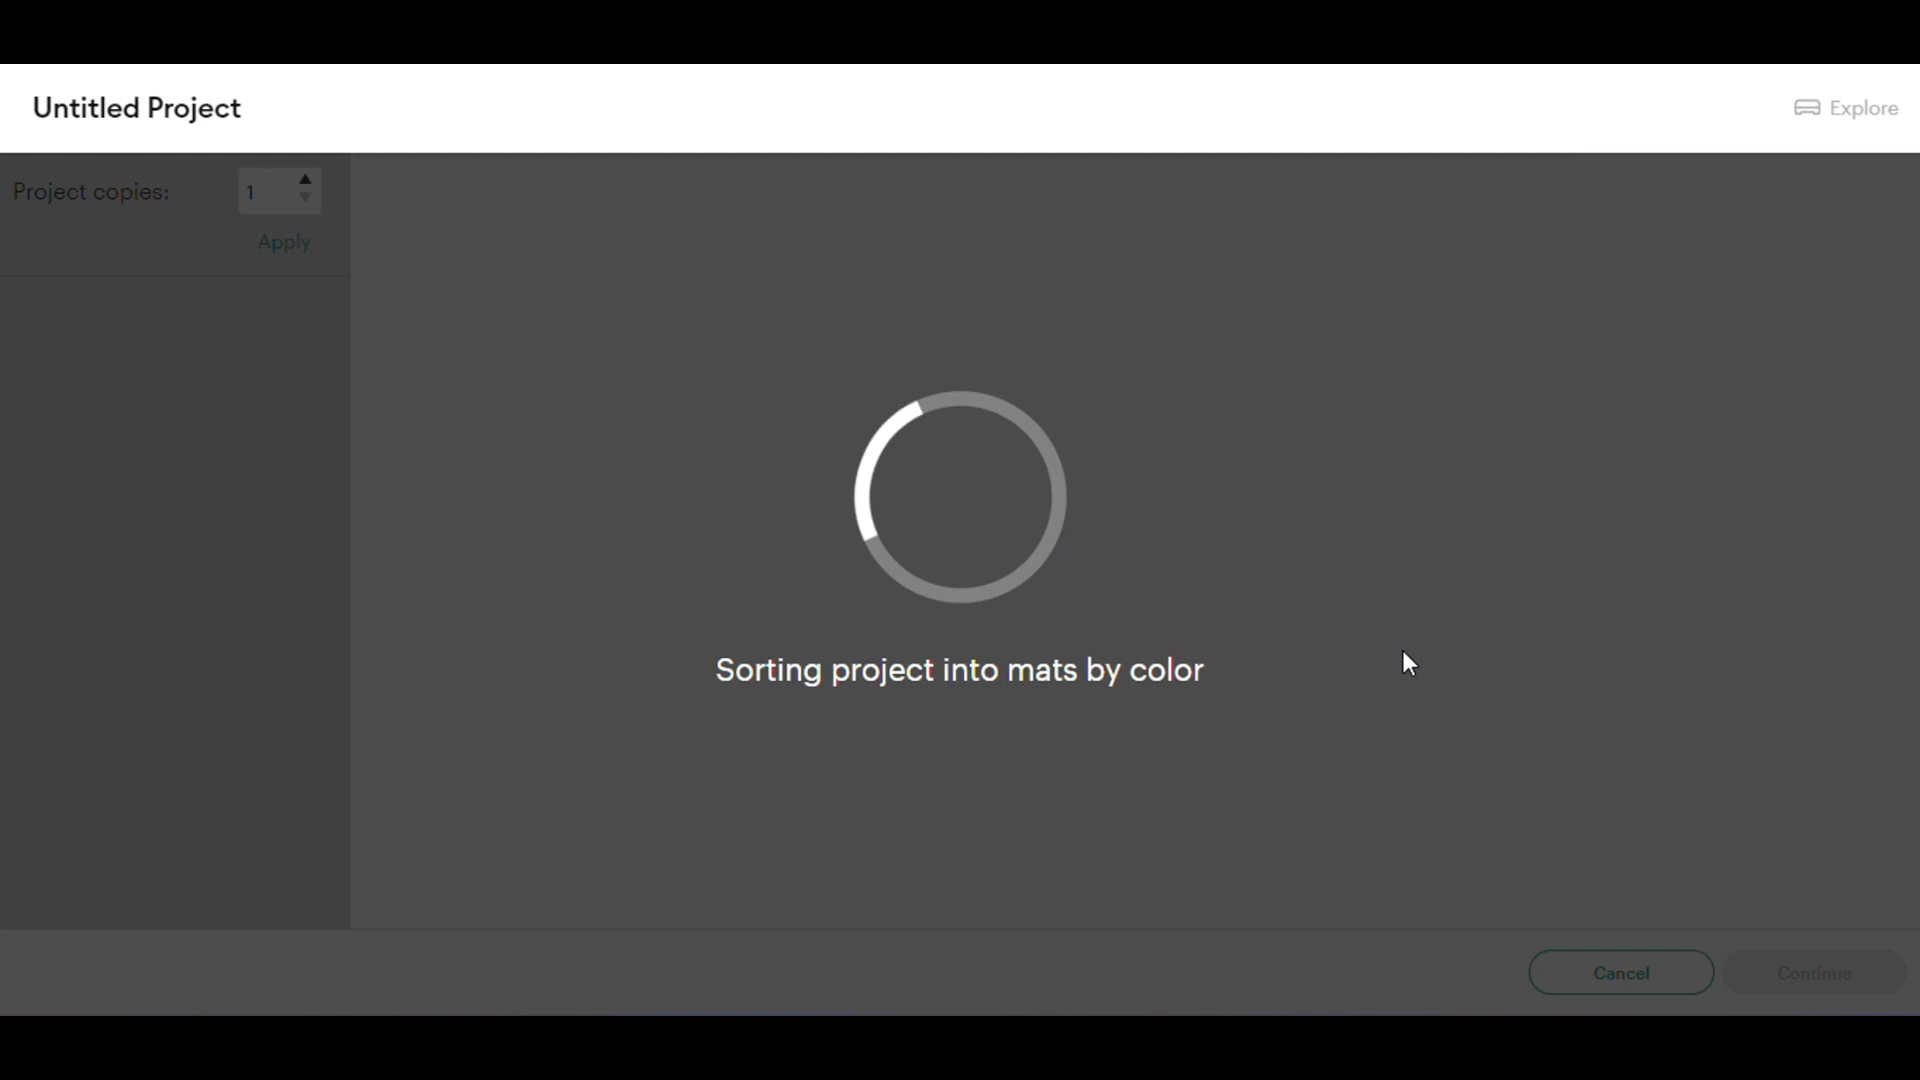 Untitled Project
Explore
Project copies:
1
Apply
Sorting project into mats by color
Cancel
Continue